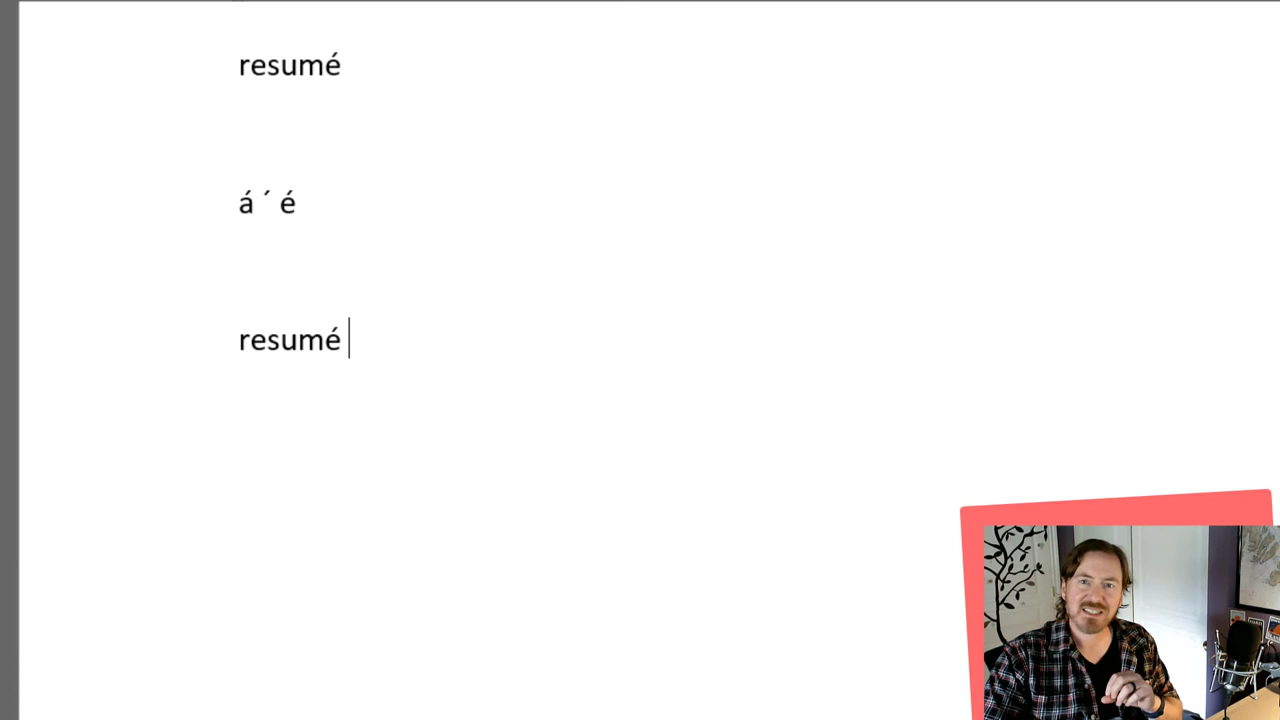 resumé
á ´ é
resumé